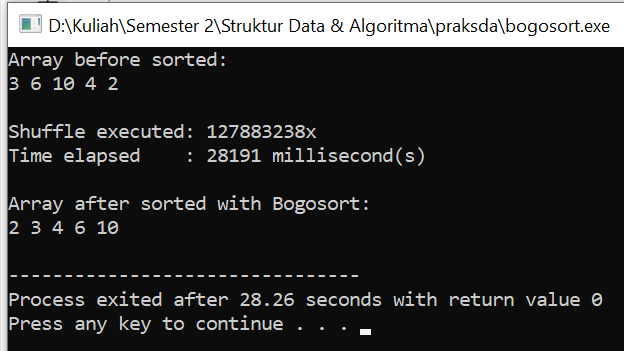 D:\Kuliah\Semester 2\Struktur Data & Algoritma\praksda\bogosort.exe
Array before sorted:
3 6 10 4 2
Shuffle executed: 127883238x
Time elapsed    : 28191 millisecond(s)
Array after sorted with Bogosort:
2 3 4 6 10
--------------------------------
Process exited after 28.26 seconds with return value 0
Press any key to continue . . .